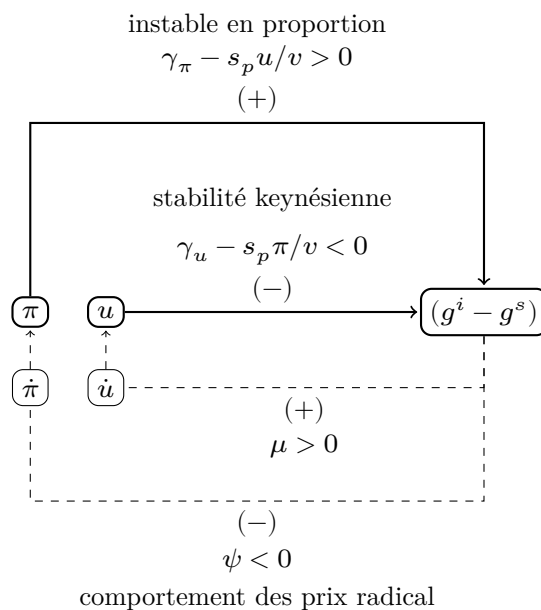 instable en proportion
γ_π − s_p u/v > 0
(+)
stabilité keynésienne
γ_u − s_p π/v < 0
(−)
π u (g^i − g^s)
π̇ u̇
(+)
μ > 0
(−)
ψ < 0
comportement des prix radical